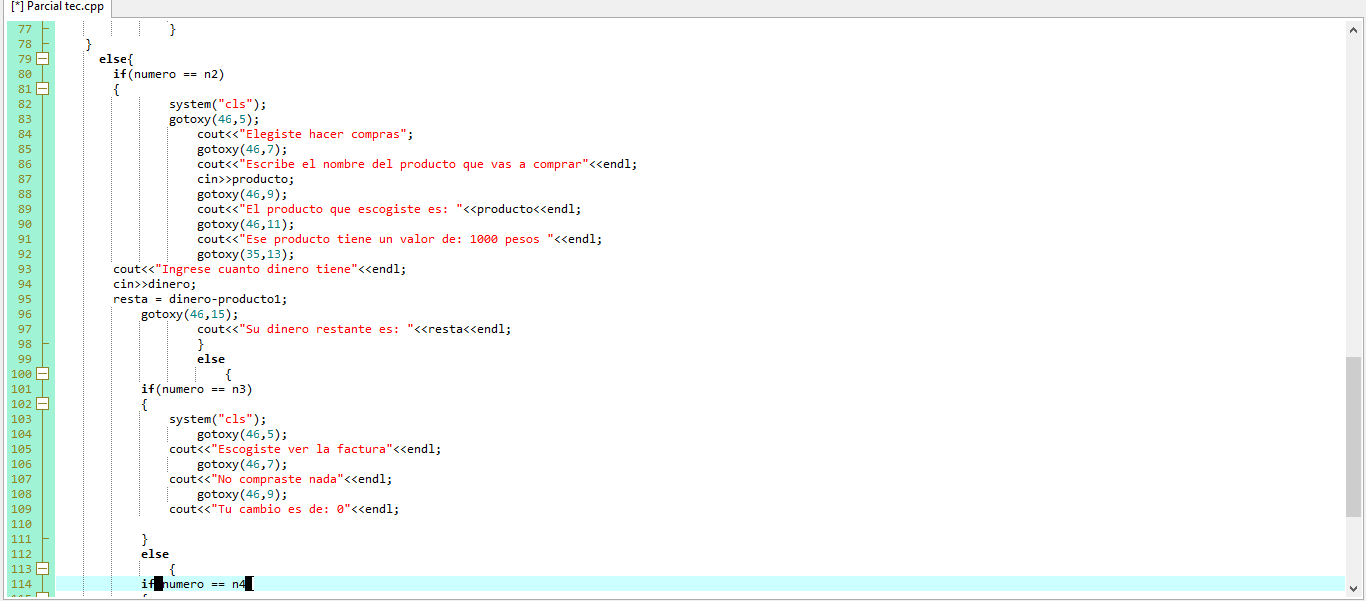 [*] Parcial tec.cpp
77 }
78 }
79 else{
80 if(numero == n2)
81 {
82 system("cls");
83 gotoxy(46,5);
84 cout<<"Elegiste hacer compras";
85 gotoxy(46,7);
86 cout<<"Escribe el nombre del producto que vas a comprar"<<endl;
87 cin>>producto;
88 gotoxy(46,9);
89 cout<<"El producto que escogiste es: "<<producto<<endl;
90 gotoxy(46,11);
91 cout<<"Ese producto tiene un valor de: 1000 pesos "<<endl;
92 gotoxy(35,13);
93 cout<<"Ingrese cuanto dinero tiene"<<endl;
94 cin>>dinero;
95 resta = dinero-producto1;
96 gotoxy(46,15);
97 cout<<"Su dinero restante es: "<<resta<<endl;
98 }
99 else
100 {
101 if(numero == n3)
102 {
103 system("cls");
104 gotoxy(46,5);
105 cout<<"Escogiste ver la factura"<<endl;
106 gotoxy(46,7);
107 cout<<"No compraste nada"<<endl;
108 gotoxy(46,9);
109 cout<<"Tu cambio es de: 0"<<endl;
110
111 }
112 else
113 {
114 if(numero == n4)